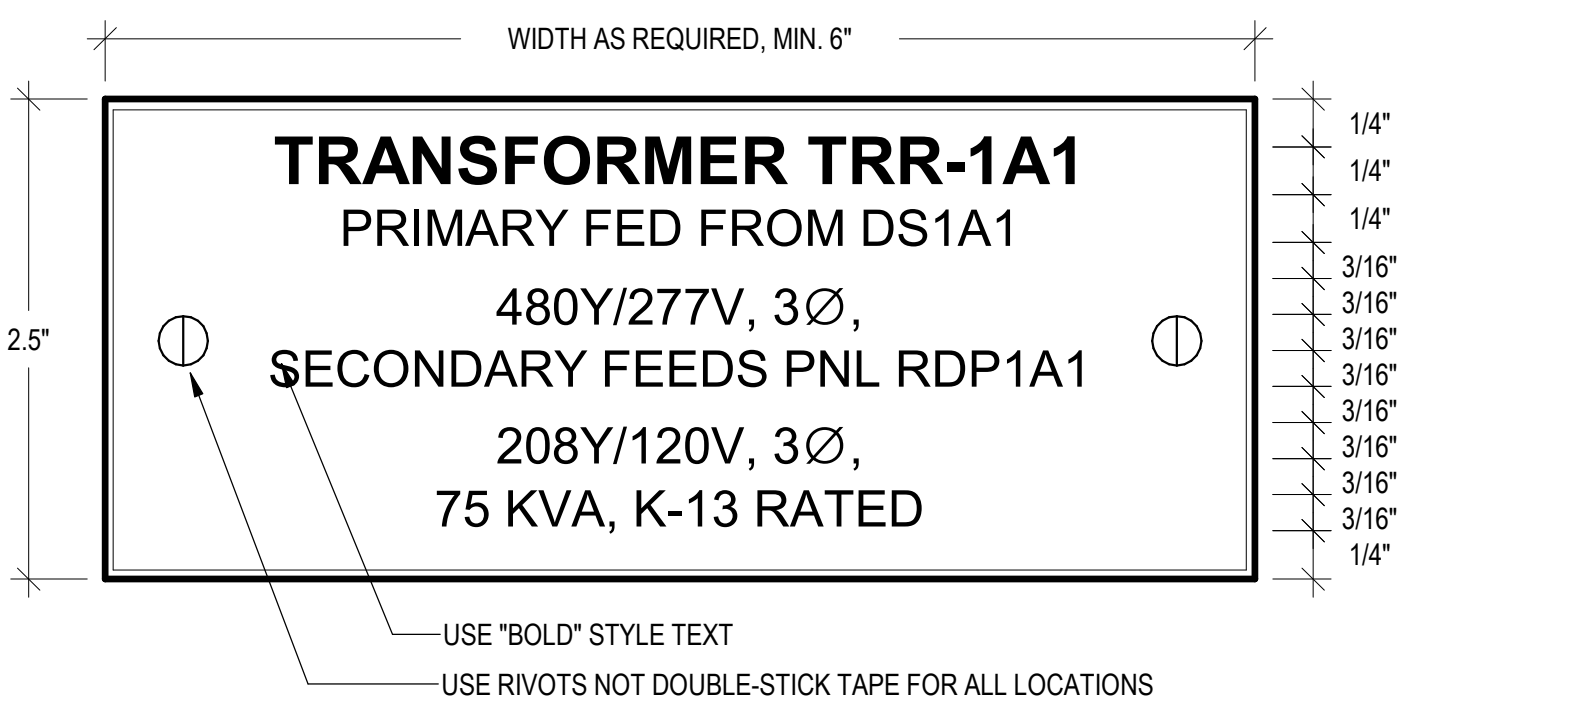 WIDTH AS REQUIRED, MIN. 6"
TRANSFORMER TRR-1A1
PRIMARY FED FROM DS1A1
480Y/277V, 3∅,
SECONDARY FEEDS PNL RDP1A1
208Y/120V, 3∅,
75 KVA, K-13 RATED
2.5"
1/4"
1/4"
1/4"
3/16"
3/16"
3/16"
3/16"
3/16"
3/16"
3/16"
3/16"
1/4"
USE "BOLD" STYLE TEXT
USE RIVOTS NOT DOUBLE-STICK TAPE FOR ALL LOCATIONS